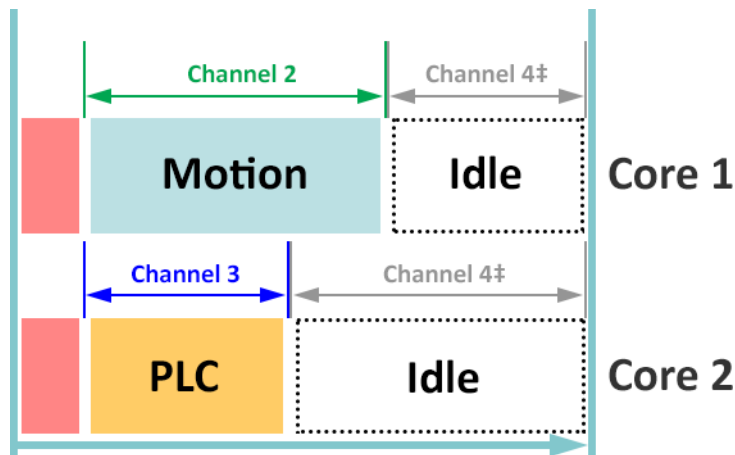 Channel 2
Channel 4‡
Motion
Idle
Core 1
Channel 3
Channel 4‡
PLC
Idle
Core 2